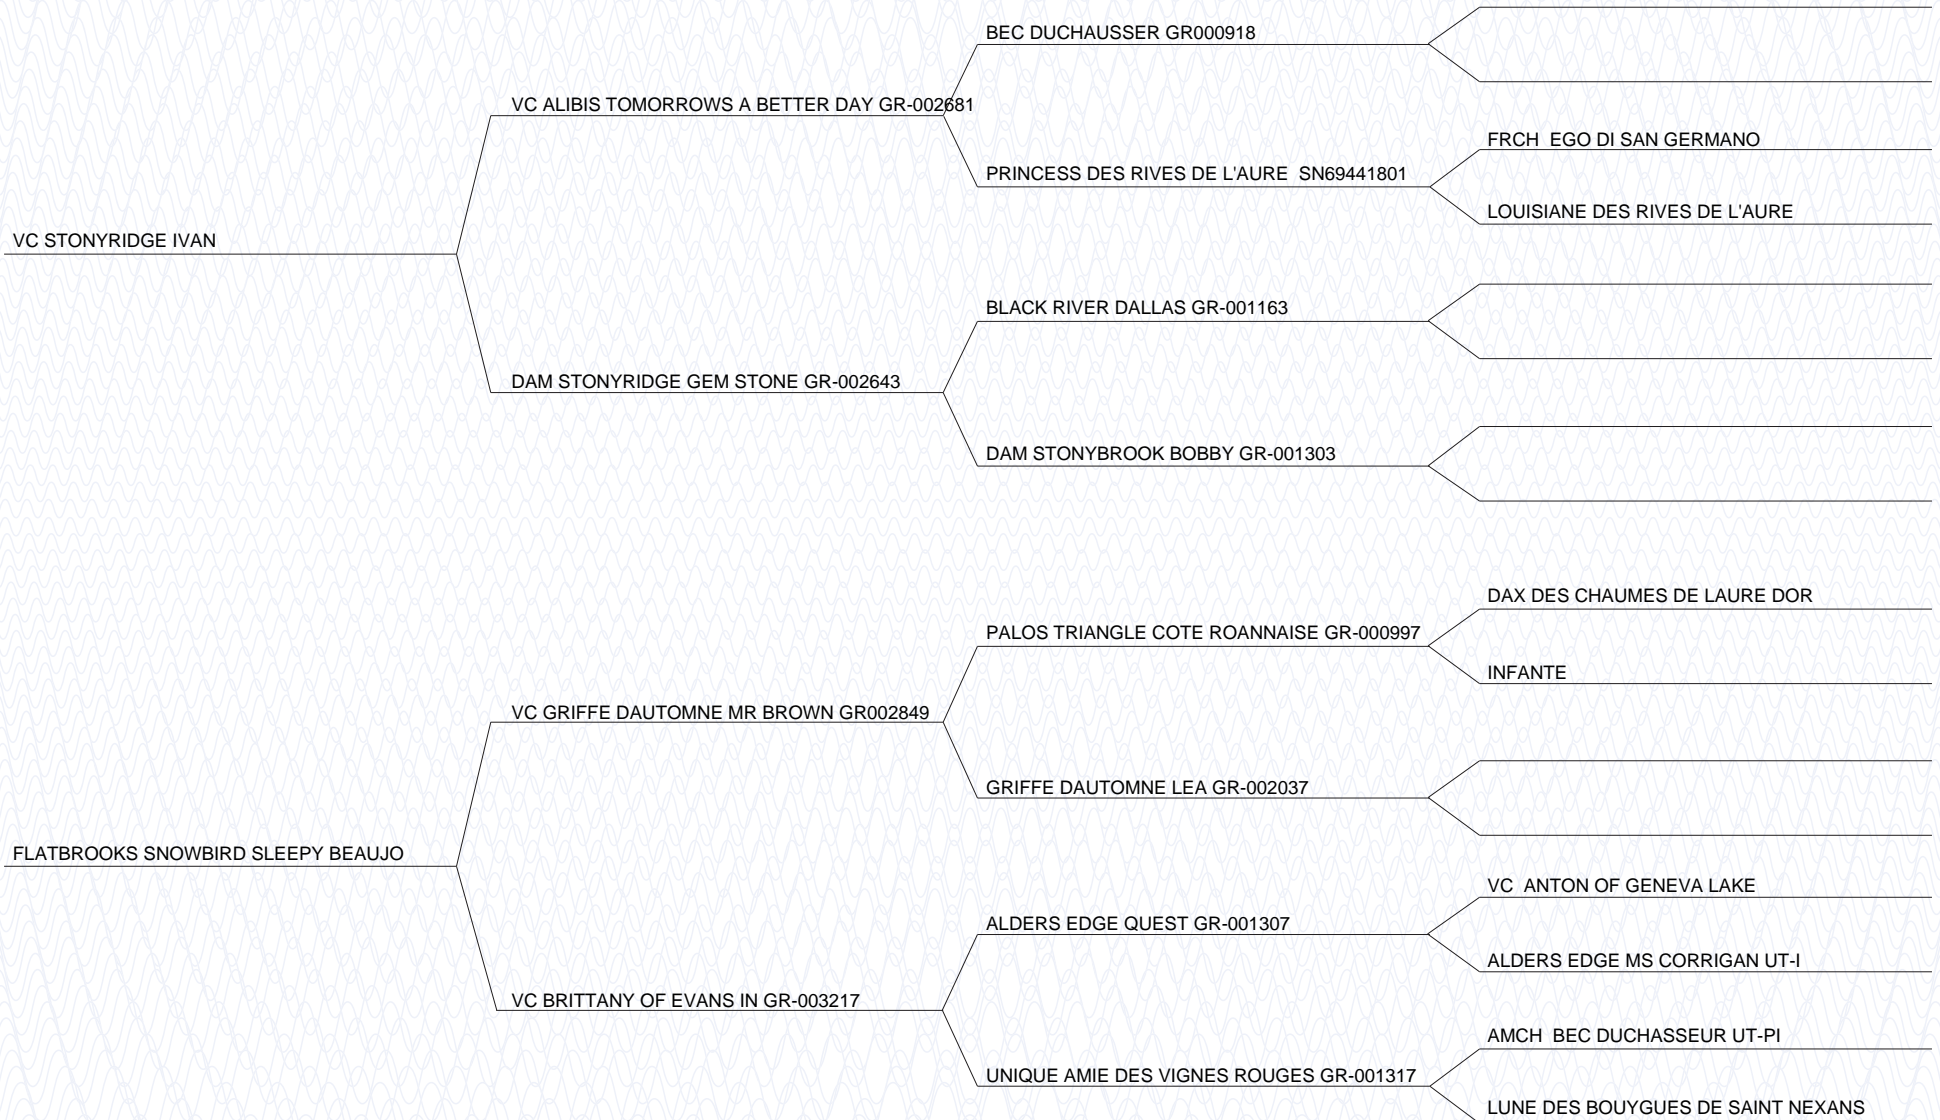 BEC DUCHAUSSER GR000918
VC ALIBIS TOMORROWS A BETTER DAY GR-002681
FRCH  EGO DI SAN GERMANO
PRINCESS DES RIVES DE L'AURE  SN69441801
LOUISIANE DES RIVES DE L'AURE
VC STONYRIDGE IVAN
BLACK RIVER DALLAS GR-001163
DAM STONYRIDGE GEM STONE GR-002643
DAM STONYBROOK BOBBY GR-001303
DAX DES CHAUMES DE LAURE DOR
PALOS TRIANGLE COTE ROANNAISE GR-000997
INFANTE
VC GRIFFE DAUTOMNE MR BROWN GR002849
GRIFFE DAUTOMNE LEA GR-002037
FLATBROOKS SNOWBIRD SLEEPY BEAUJO
VC  ANTON OF GENEVA LAKE
ALDERS EDGE QUEST GR-001307
ALDERS EDGE MS CORRIGAN UT-I
VC BRITTANY OF EVANS IN GR-003217
AMCH  BEC DUCHASSEUR UT-PI
UNIQUE AMIE DES VIGNES ROUGES GR-001317
LUNE DES BOUYGUES DE SAINT NEXANS